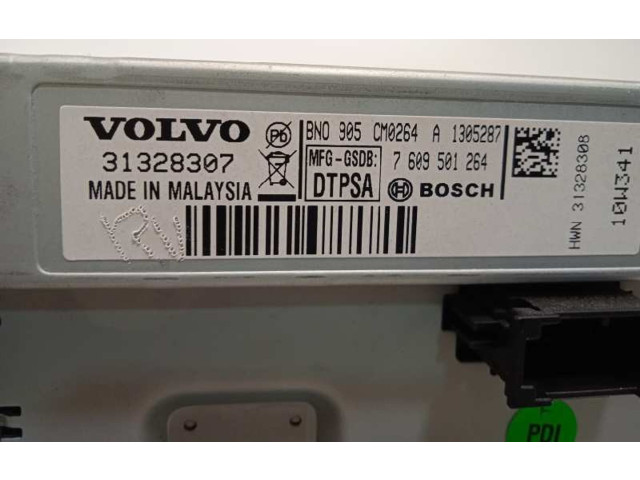 VOLVO
31328307
MADE IN MALAYSIA
Pb
BNO 905 CM0264 A 1305287
MFG-GSDB:
DTPSA
7 609 501 264
BOSCH
HWN 31328308
10W341
PDI